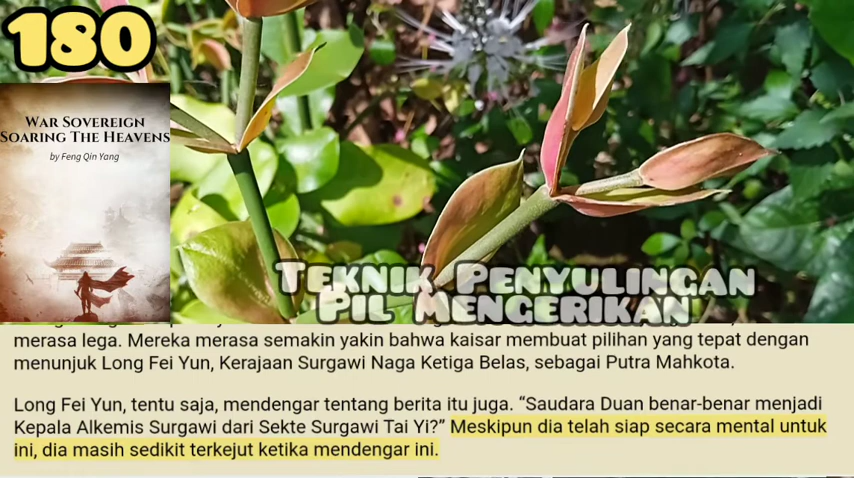 180
WAR SOVEREIGN
SOARING THE HEAVENS
by Feng Qin Yang
TEKNIK PENYULINGAN
PIL MENGERIKAN
merasa lega. Mereka merasa semakin yakin bahwa kaisar membuat pilihan yang tepat dengan
menunjuk Long Fei Yun, Kerajaan Surgawi Naga Ketiga Belas, sebagai Putra Mahkota.
Long Fei Yun, tentu saja, mendengar tentang berita itu juga. “Saudara Duan benar-benar menjadi
Kepala Alkemis Surgawi dari Sekte Surgawi Tai Yi?” Meskipun dia telah siap secara mental untuk
ini, dia masih sedikit terkejut ketika mendengar ini.